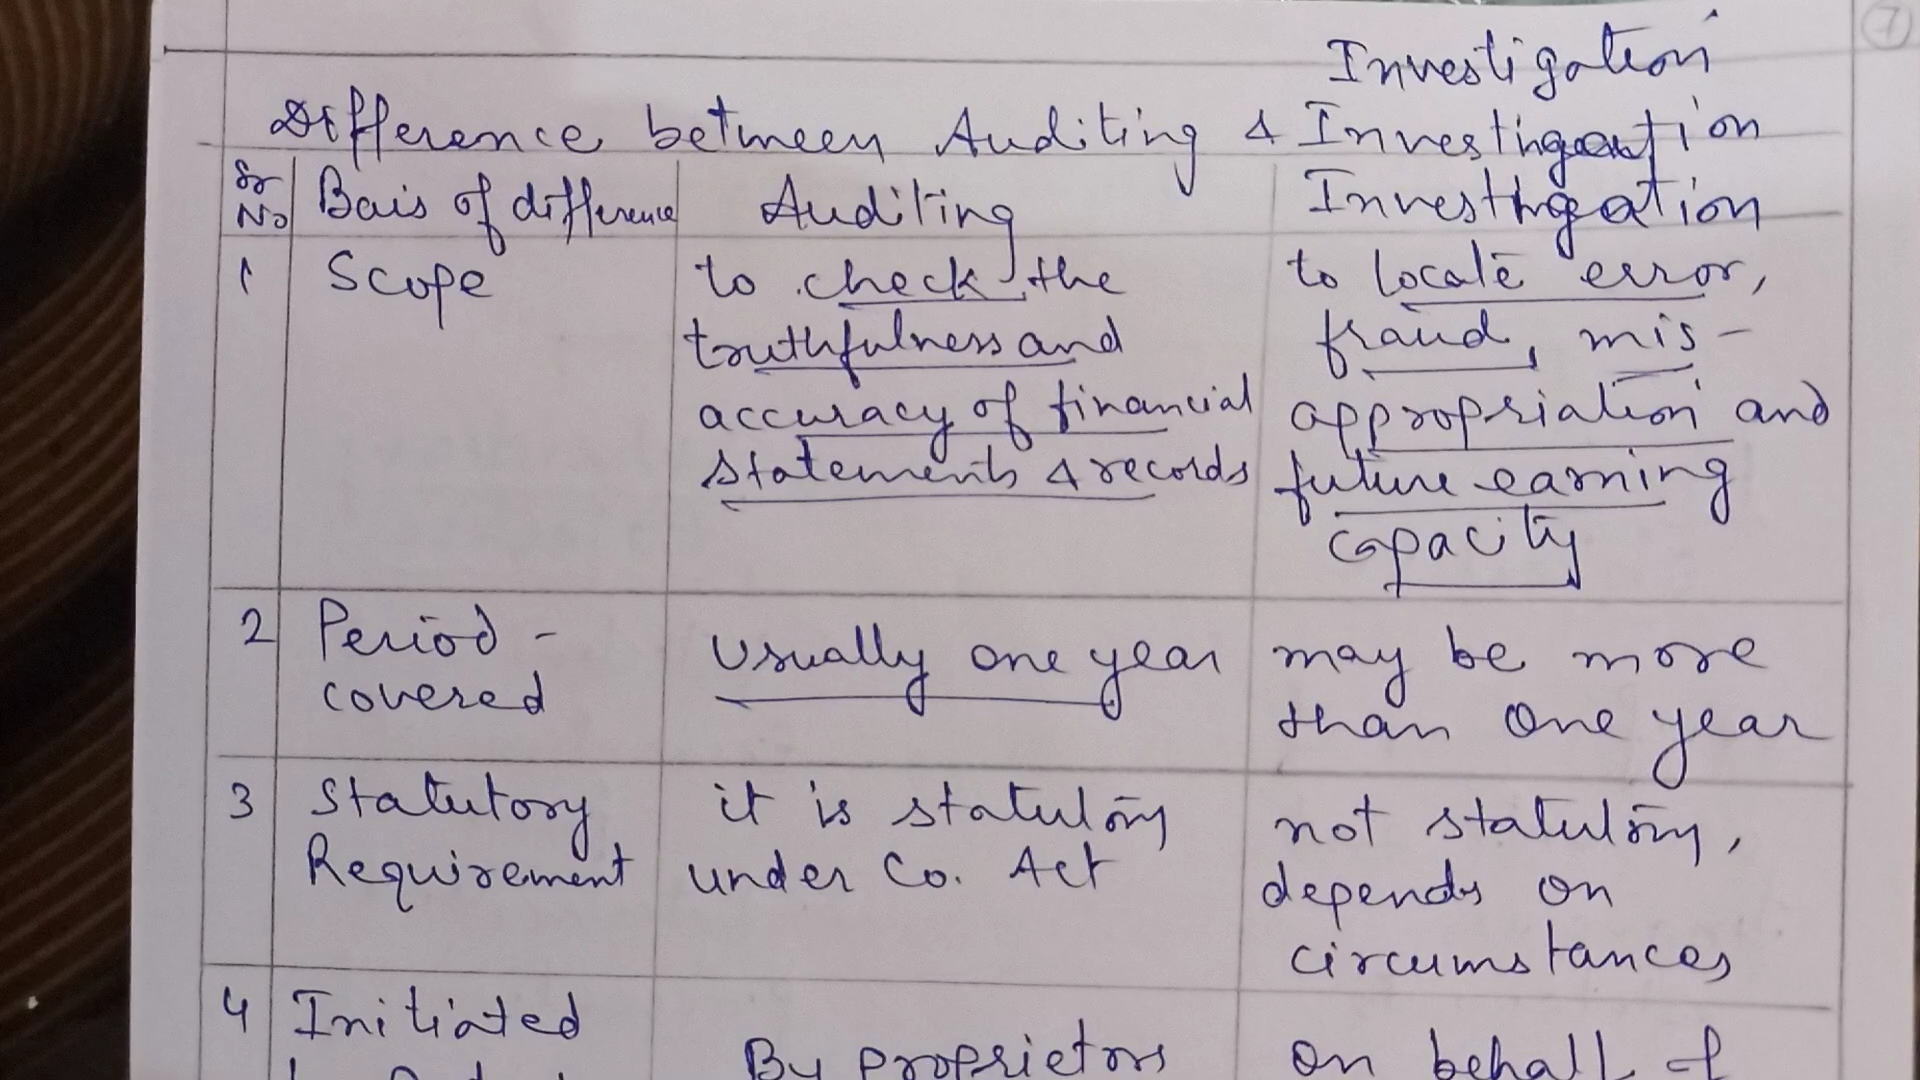 7
Investigation
Difference between Auditing & Investigation
Sr No Bais of difference Auditing Investigation
1 Scope to check the to locate error,
truthfulness and fraud, mis-
accuracy of financial appropriation and
statements & records future earning
capacity
2 Period- usually one year may be more
covered than one year
3 Statutory it is statutory not statutory,
Requirement under Co. Act depends on
circumstances
4 Initiated
By proprietors on behalf of